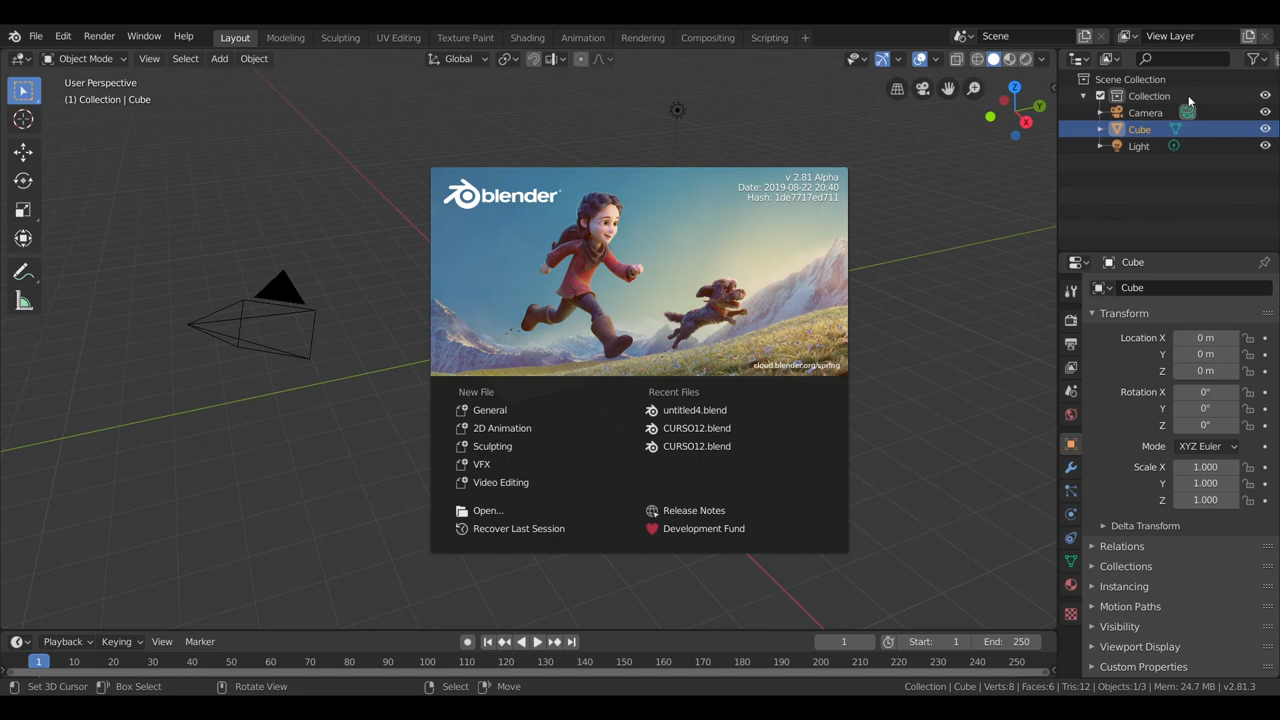 File Edit Render Window Help Layout Modeling Sculpting UV Editing Texture Paint Shading Animation Rendering Compositing Scripting + Scene View Layer
Object Mode View Select Add Object Global
User Perspective
(1) Collection | Cube
Z
Y
X
Scene Collection
Collection
Camera
Cube
Light
blender
v 2.81 Alpha
Date: 2019-08-22 20:40
Hash: 1de7717ed711
cloud.blender.org/spring
New File
General
2D Animation
Sculpting
VFX
Video Editing
Open...
Recover Last Session
Recent Files
untitled4.blend
CURSO12.blend
CURSO12.blend
Release Notes
Development Fund
Cube
Cube
Transform
Location X 0 m
Y 0 m
Z 0 m
Rotation X 0°
Y 0°
Z 0°
Mode XYZ Euler
Scale X 1.000
Y 1.000
Z 1.000
Delta Transform
Relations
Collections
Instancing
Motion Paths
Visibility
Viewport Display
Custom Properties
Playback Keying View Marker 1 Start: 1 End: 250
1 10 20 30 40 50 60 70 80 90 100 110 120 130 140 150 160 170 180 190 200 210 220 230 240 250
Set 3D Cursor Box Select Rotate View Select Move Collection | Cube | Verts:8 | Faces:6 | Tris:12 | Objects:1/3 | Mem: 24.7 MB | v2.81.3